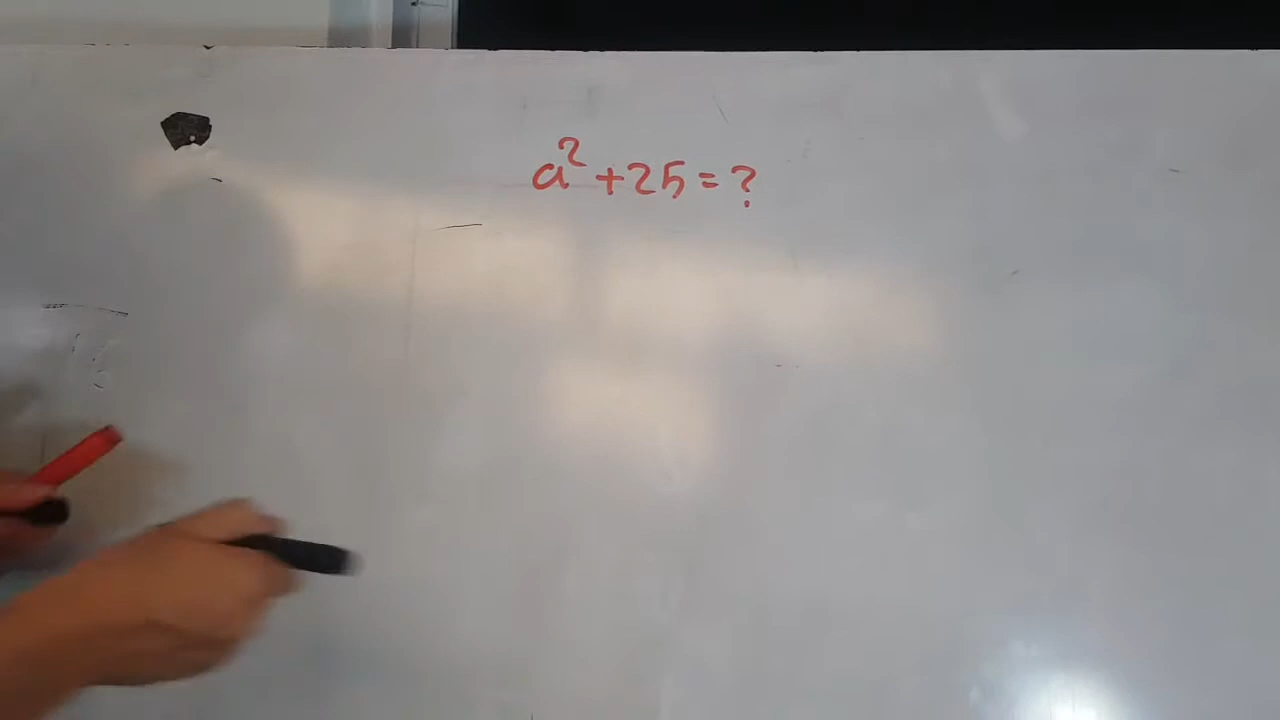 a² + 25 = ?